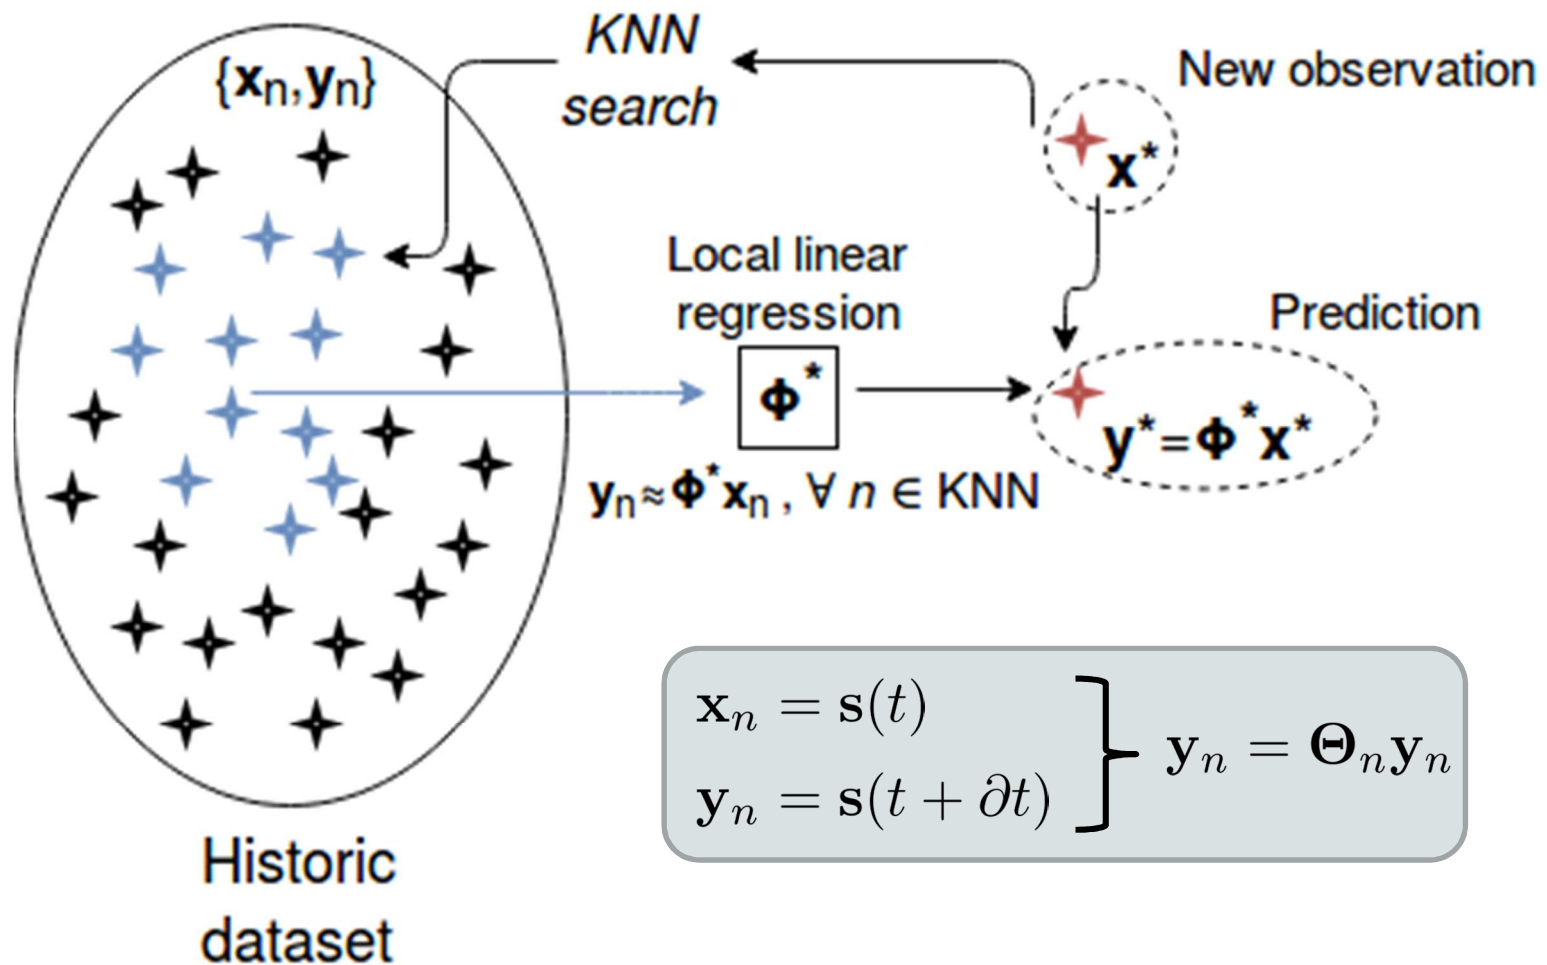 {xn,yn}
KNN
search
New observation
x*
Local linear
regression
Φ*
yn≈Φ*xn , ∀ n ∈ KNN
Prediction
y*=Φ*x*
xn = s(t)
yn = s(t + ∂t)
yn = Θnyn
Historic
dataset